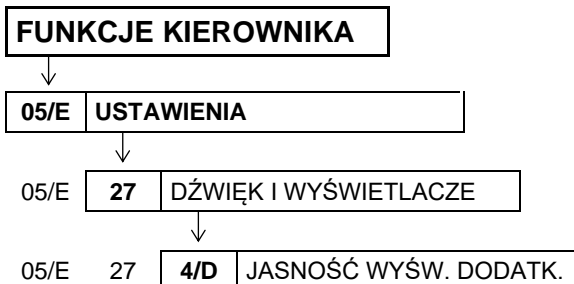 FUNKCJE KIEROWNIKA
05/E USTAWIENIA
05/E 27 DŹWIĘK I WYŚWIETLACZE
05/E 27 4/D JASNOŚĆ WYŚW. DODATK.